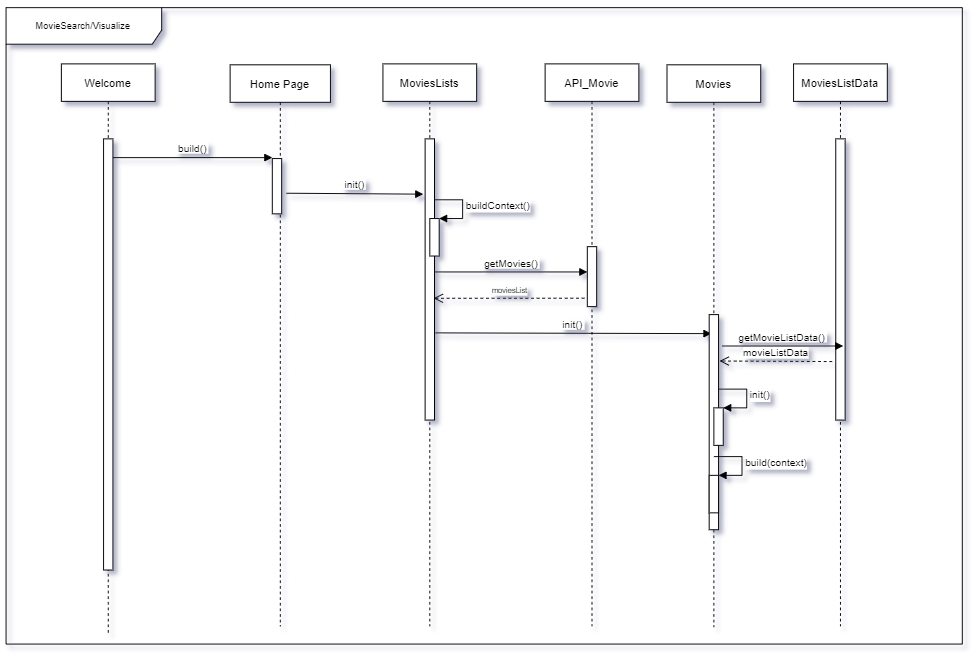 MovieSearch/Visualize
Welcome
Home Page
MoviesLists
API_Movie
Movies
MoviesListData
build()
init()
buildContext()
getMovies()
moviesList
init()
getMovieListData()
movieListData
init()
build(context)